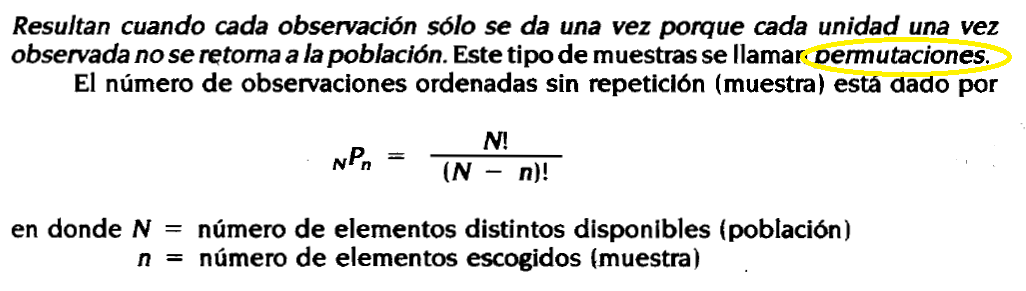 Resultan cuando cada observación sólo se da una vez porque cada unidad una vez
observada no se retorna a la población. Este tipo de muestras se llaman permutaciones.
El número de observaciones ordenadas sin repetición (muestra) está dado por
NPn = N! / (N − n)!
en donde N = número de elementos distintos disponibles (población)
n = número de elementos escogidos (muestra)